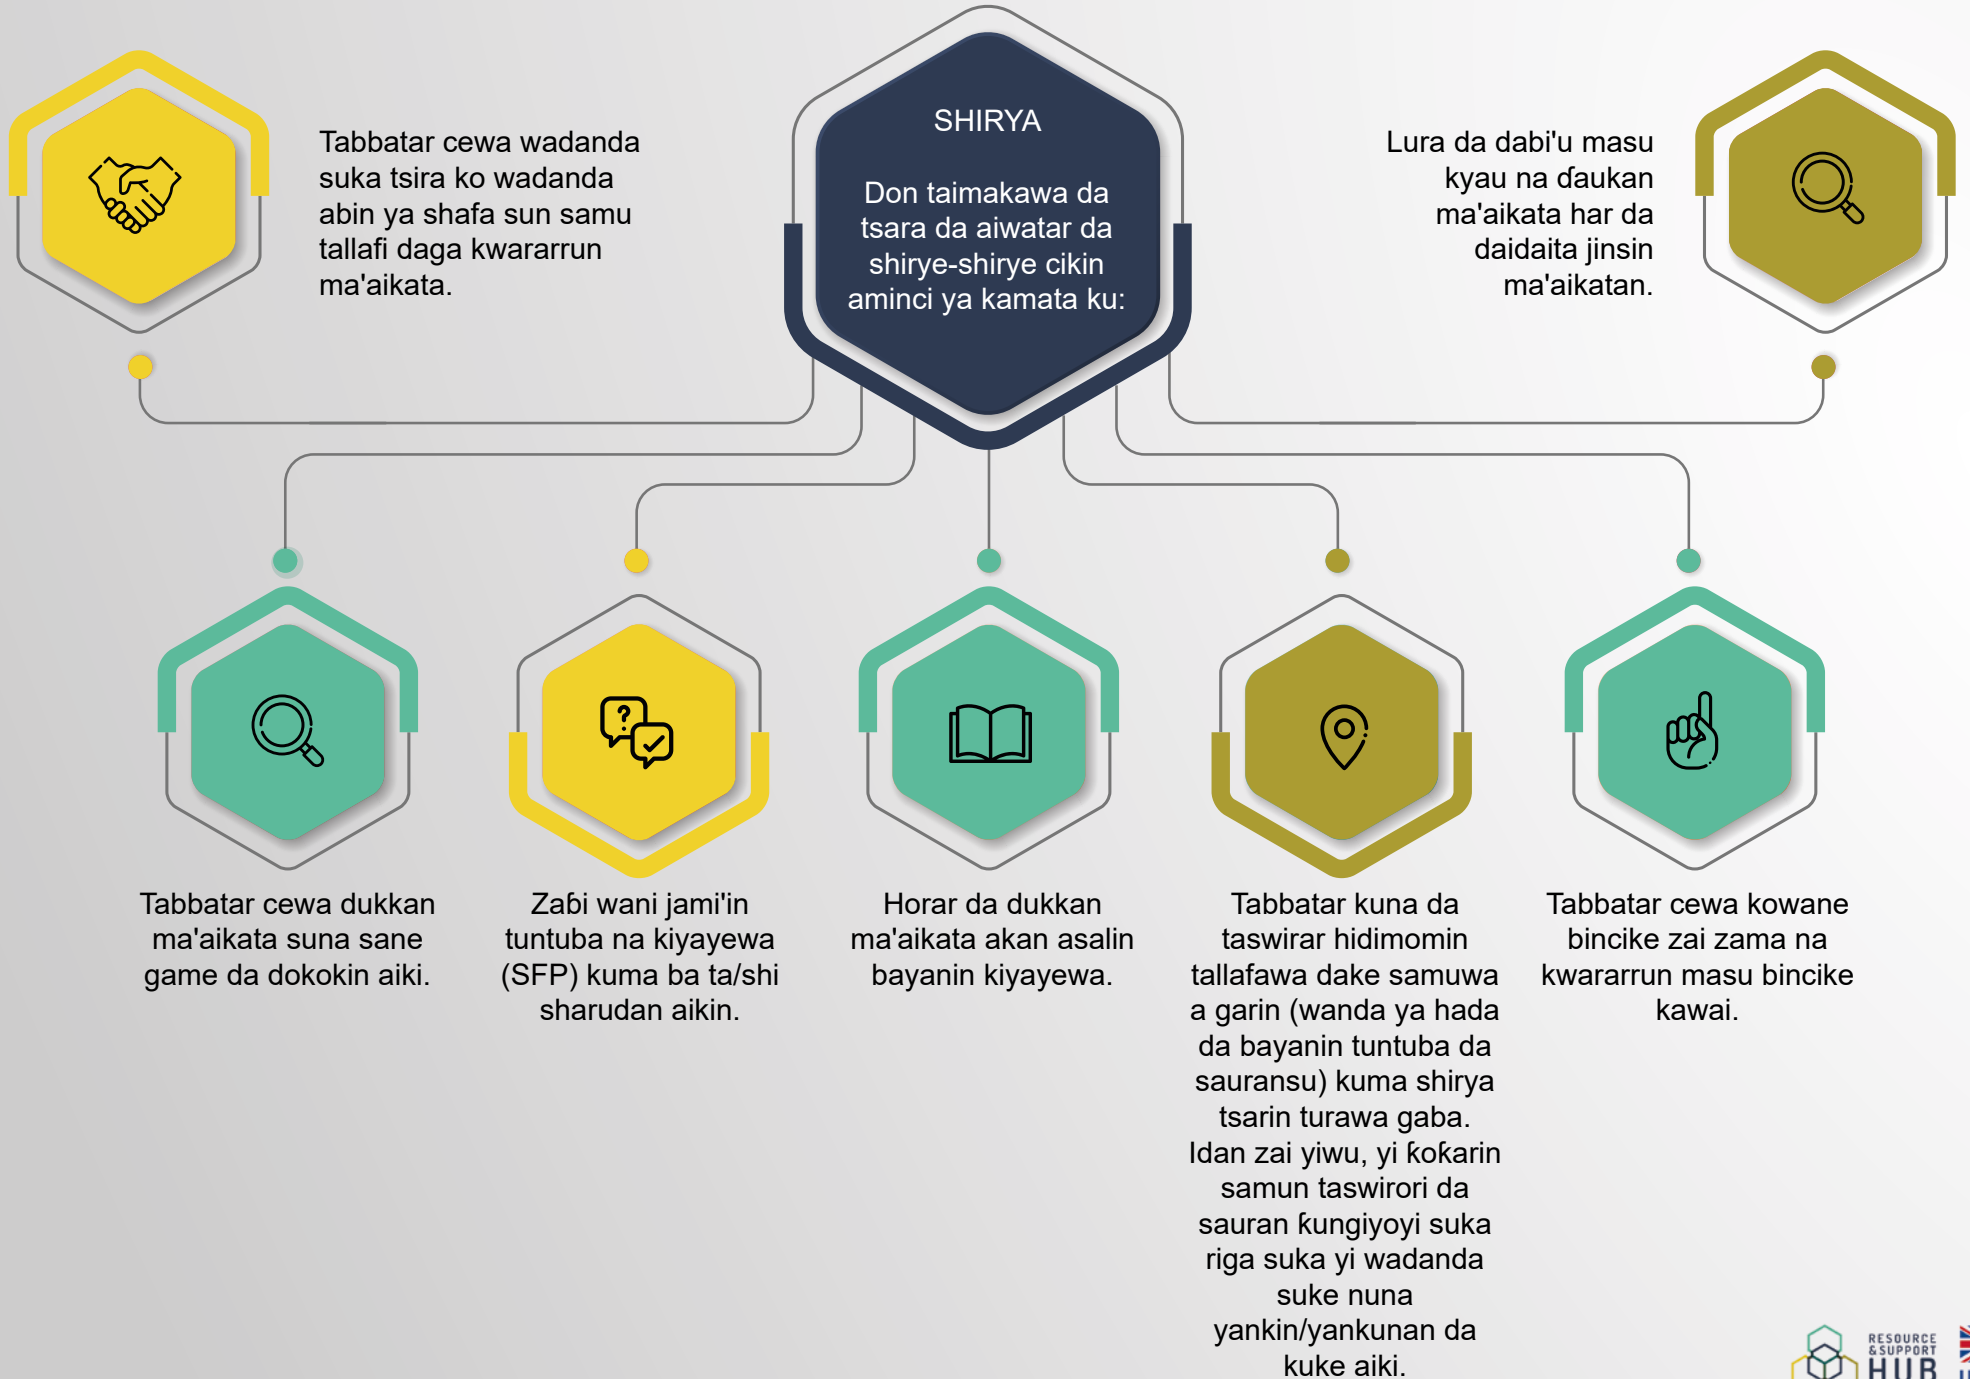 SHIRYA
Don taimakawa da
tsara da aiwatar da
shirye-shirye cikin
aminci ya kamata ku:
Tabbatar cewa wadanda
suka tsira ko wadanda
abin ya shafa sun samu
tallafi daga kwararrun
ma'aikata.
Lura da dabi'u masu
kyau na ɗaukan
ma'aikata har da
daidaita jinsin
ma'aikatan.
Tabbatar cewa dukkan
ma'aikata suna sane
game da dokokin aiki.
Zaɓi wani jami'in
tuntuba na kiyayewa
(SFP) kuma ba ta/shi
sharudan aikin.
Horar da dukkan
ma'aikata akan asalin
bayanin kiyayewa.
Tabbatar kuna da
taswirar hidimomin
tallafawa dake samuwa
a garin (wanda ya hada
da bayanin tuntuba da
sauransu) kuma shirya
tsarin turawa gaba.
Idan zai yiwu, yi ƙoƙarin
samun taswirori da
sauran ƙungiyoyi suka
riga suka yi wadanda
suke nuna
yankin/yankunan da
kuke aiki.
Tabbatar cewa kowane
bincike zai zama na
kwararrun masu bincike
kawai.
RESOURCE
&SUPPORT
HUB